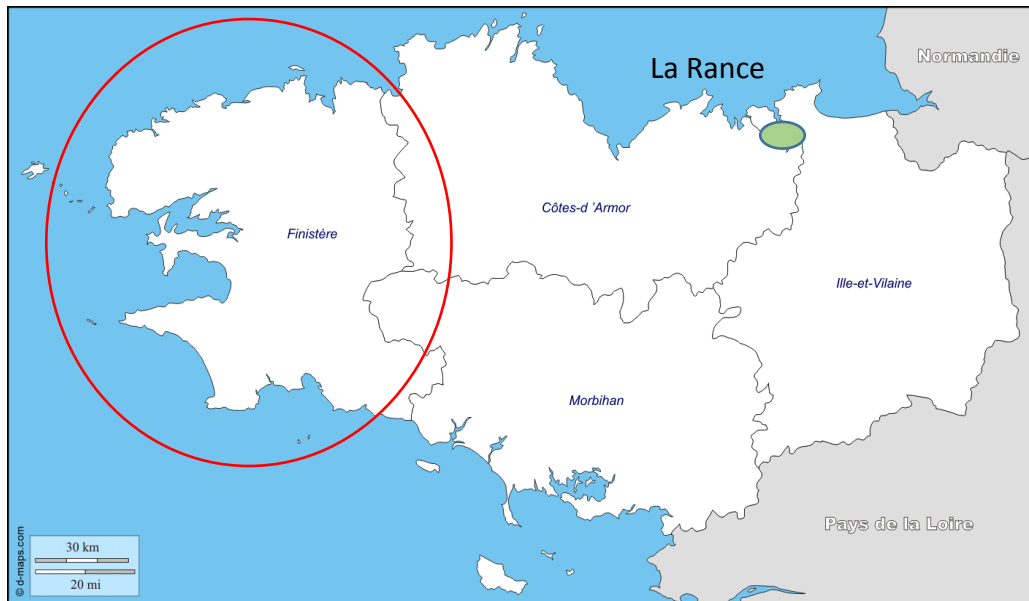 Normandie
La Rance
Côtes-d 'Armor
Finistère
Ille-et-Vilaine
Morbihan
Pays de la Loire
30 km
20 mi
© d-maps.com